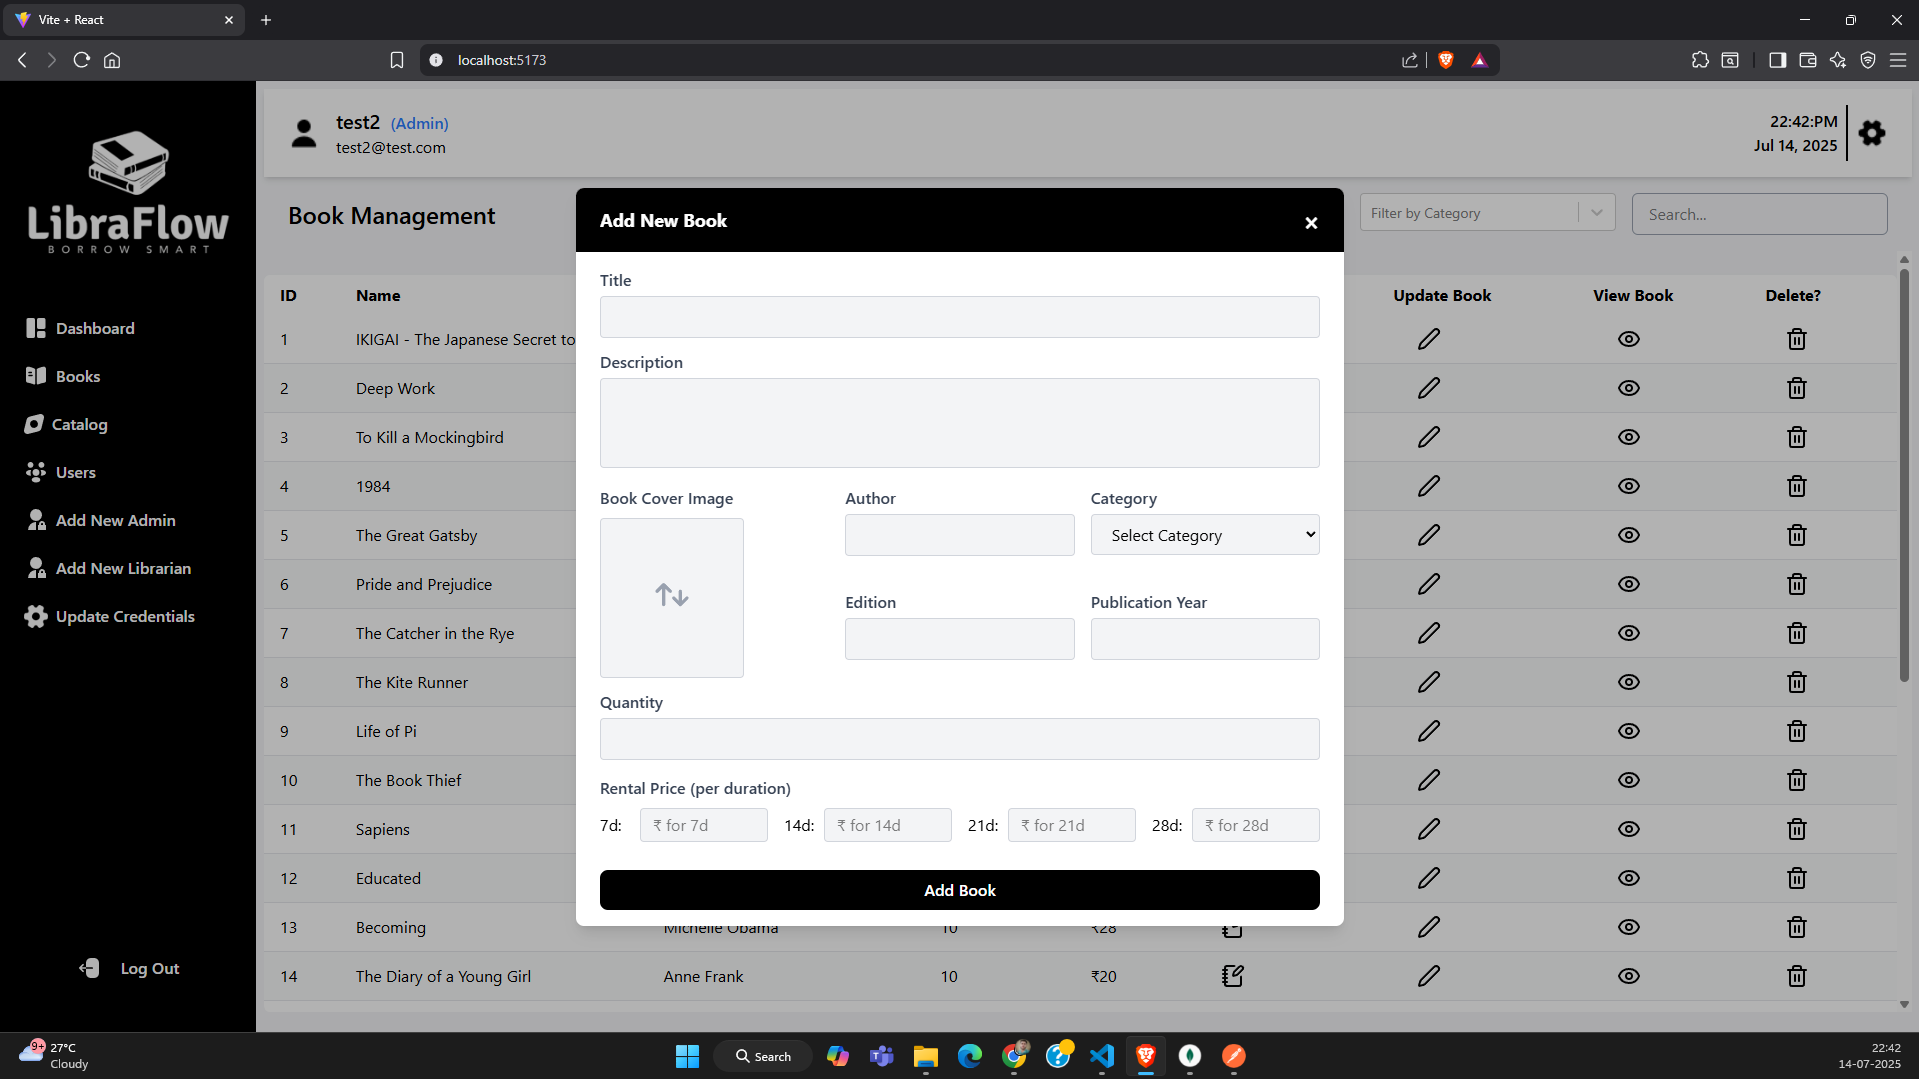 Vite + React
localhost:5173
LibraFlow
BORROW SMART
Dashboard
Books
Catalog
Users
Add New Admin
Add New Librarian
Update Credentials
Log Out
test2 (Admin)
test2@test.com
22:42:PM
Jul 14, 2025
Book Management
Filter by Category
Search...
ID Name Update Book View Book Delete?
1 IKIGAI - The Japanese Secret to
2 Deep Work
3 To Kill a Mockingbird
4 1984
5 The Great Gatsby
6 Pride and Prejudice
7 The Catcher in the Rye
8 The Kite Runner
9 Life of Pi
10 The Book Thief
11 Sapiens
12 Educated
13 Becoming Michelle Obama 10 ₹28
14 The Diary of a Young Girl Anne Frank 10 ₹20
Add New Book
Title
Description
Book Cover Image
Author
Category
Select Category
Edition
Publication Year
Quantity
Rental Price (per duration)
7d: ₹ for 7d 14d: ₹ for 14d 21d: ₹ for 21d 28d: ₹ for 28d
Add Book
9+
27°C
Cloudy
Search
22:42
14-07-2025